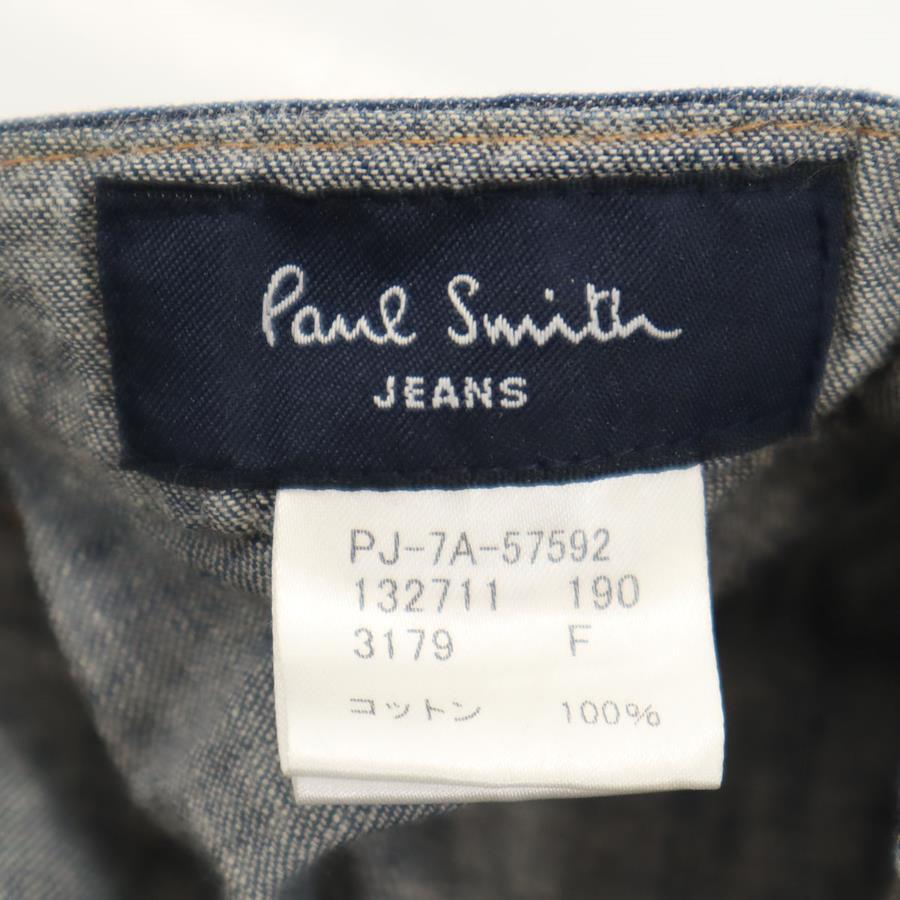 Paul Smith
JEANS
PJ-7A-57592
132711 190
3179 F
コットン 100%